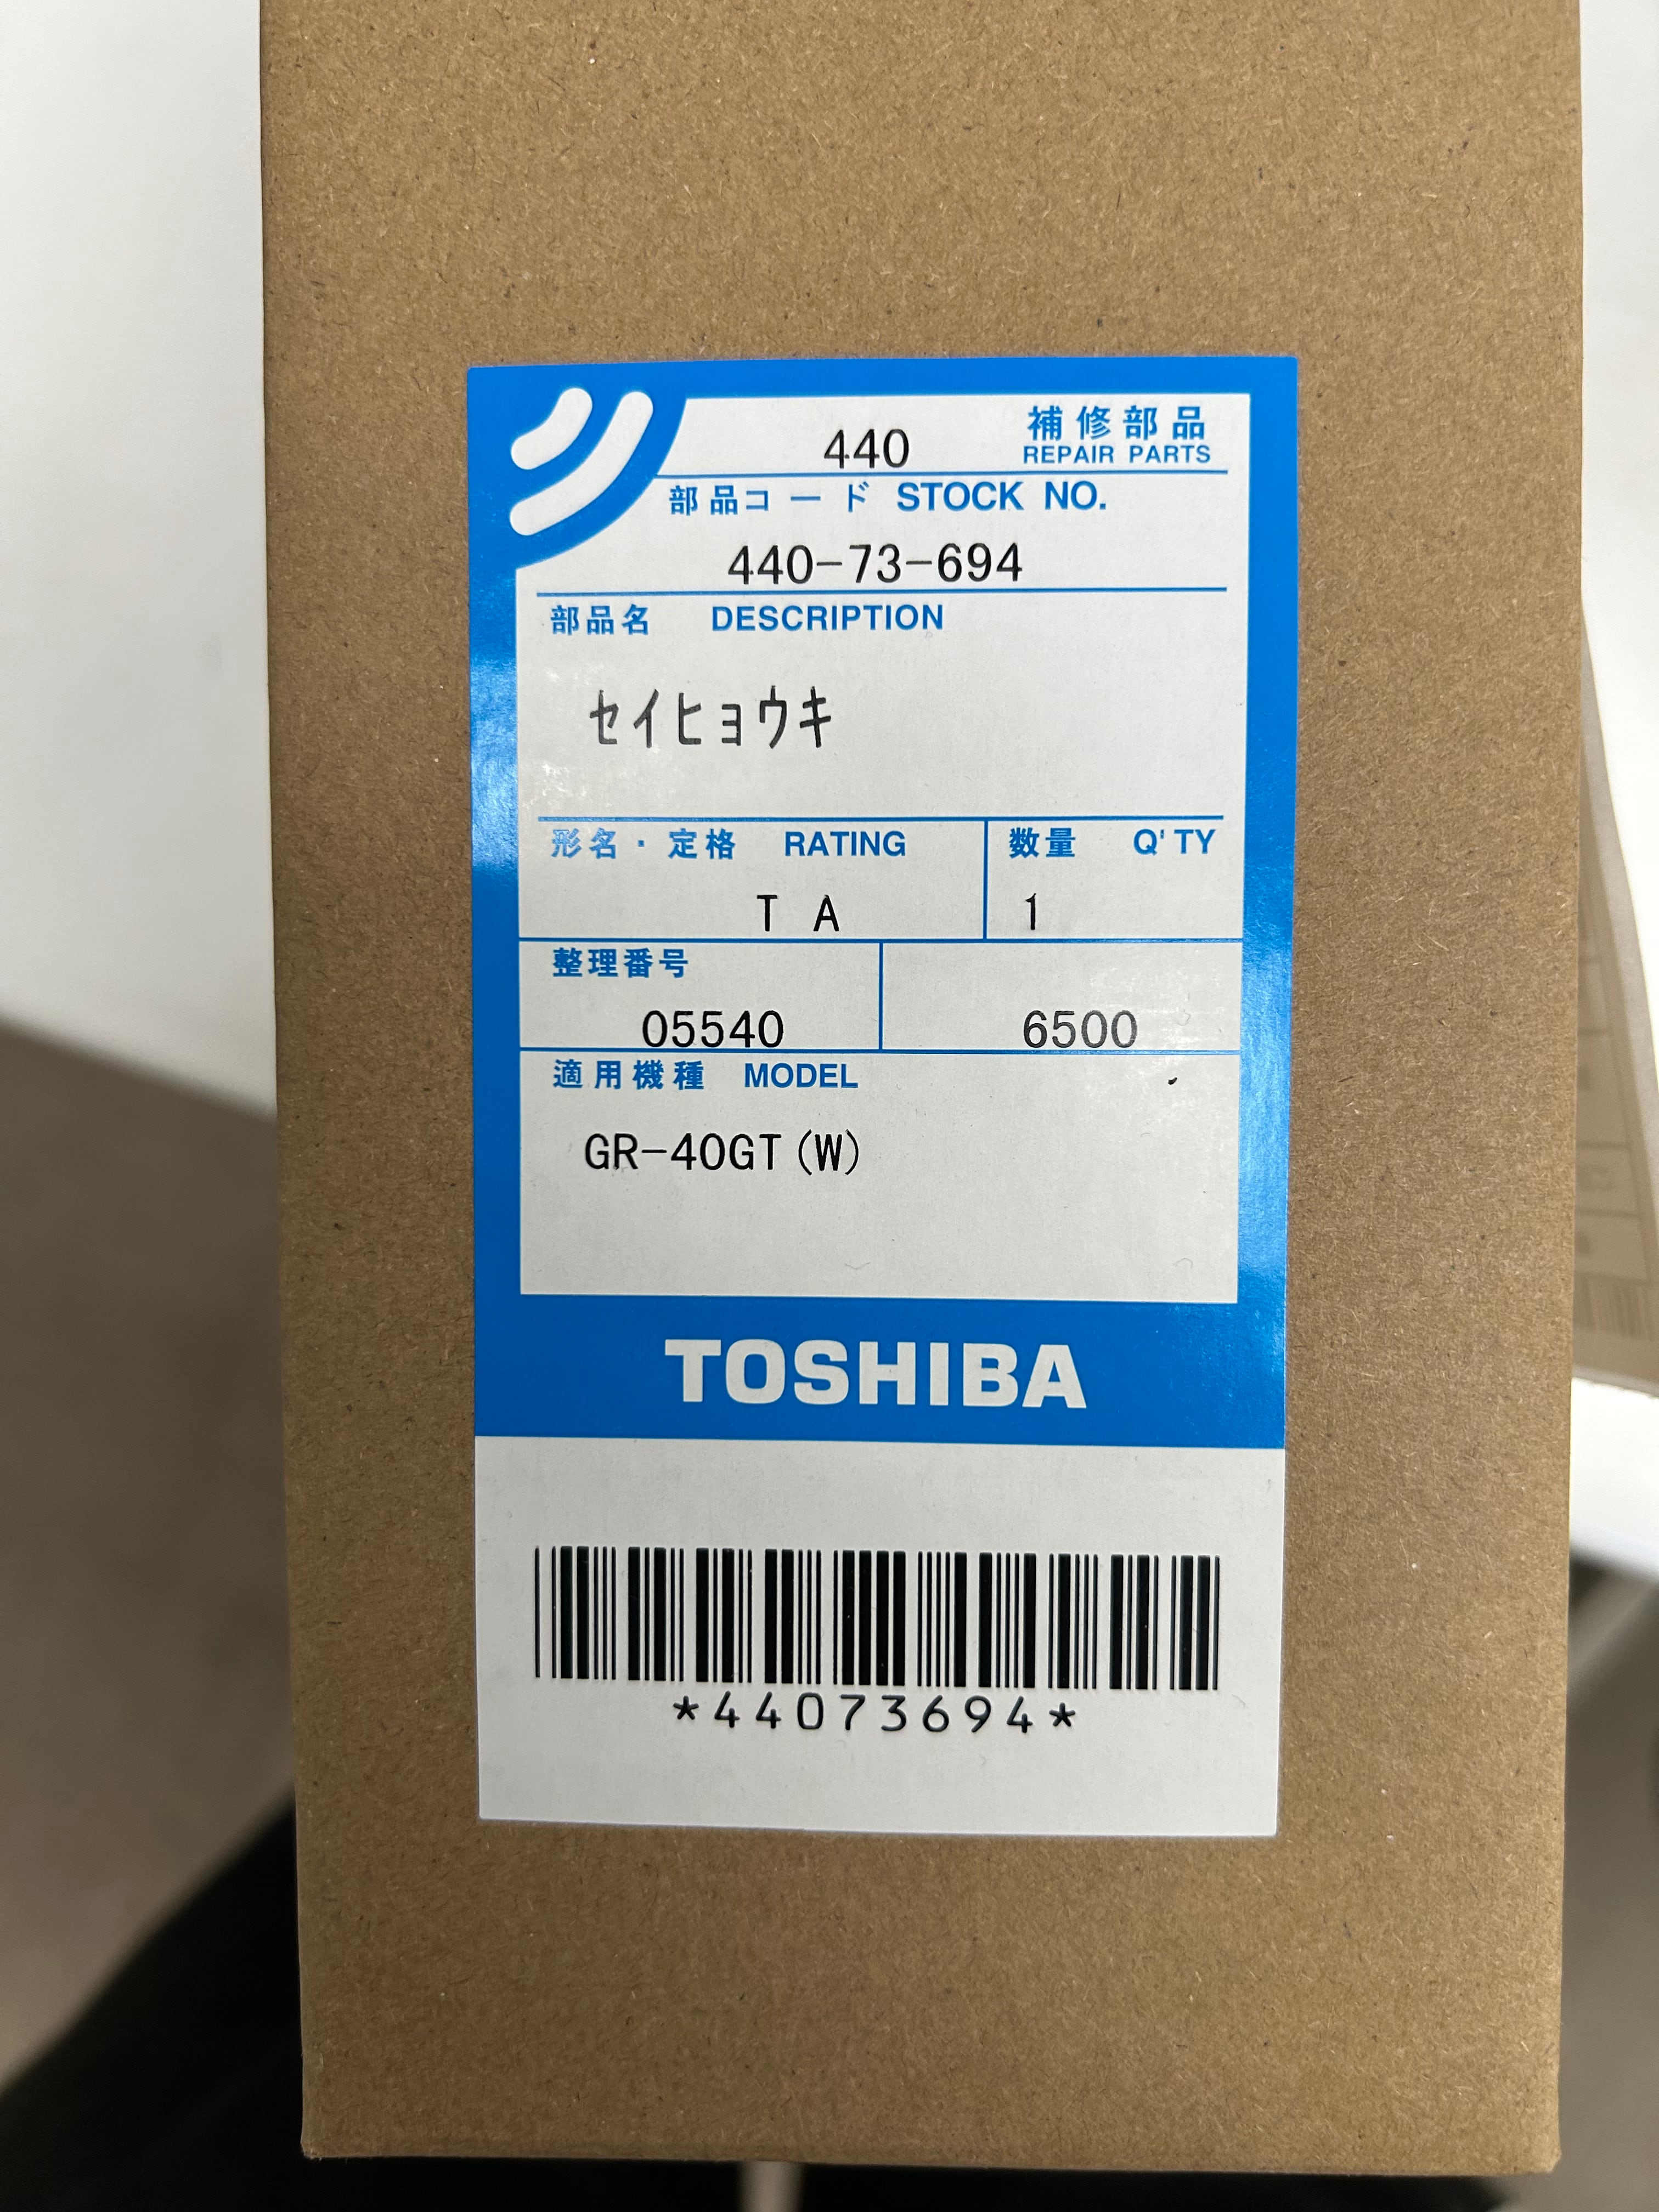 440 補修部品
REPAIR PARTS
部品コード STOCK NO.
440-73-694
部品名 DESCRIPTION
セイヒョウキ
形名・定格 RATING 数量 Q'TY
T A 1
整理番号
05540 6500
適用機種 MODEL
GR-40GT(W)
TOSHIBA
*44073694*